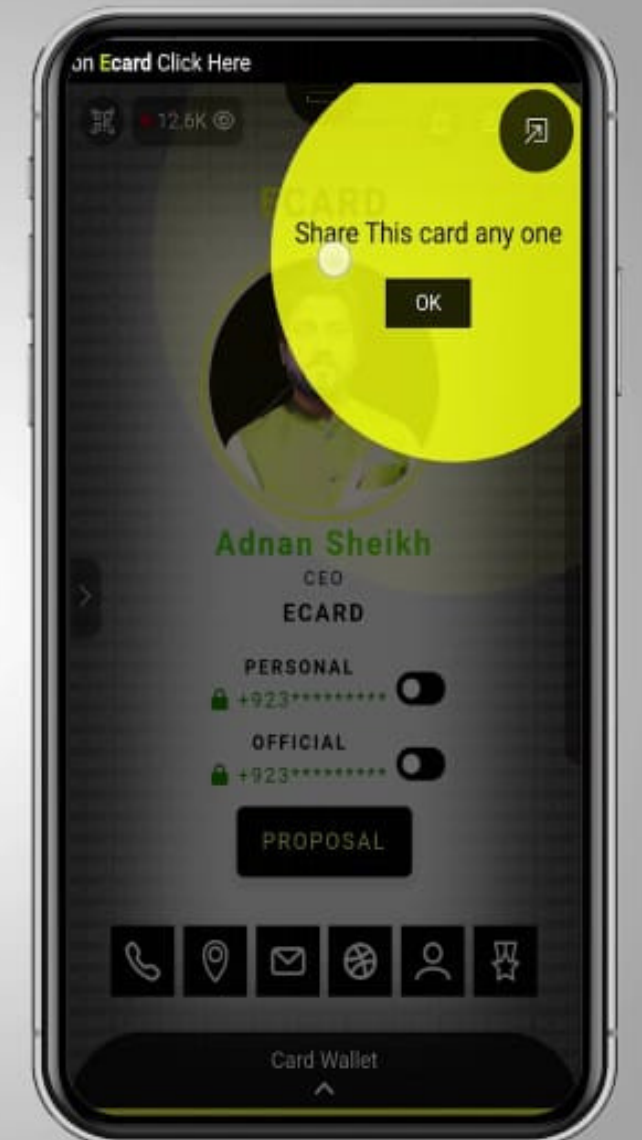 on Ecard Click Here
12.6K
ECARD
Share This card any one
OK
Adnan Sheikh
CEO
ECARD
PERSONAL
+923*********
OFFICIAL
+923*********
PROPOSAL
Card Wallet